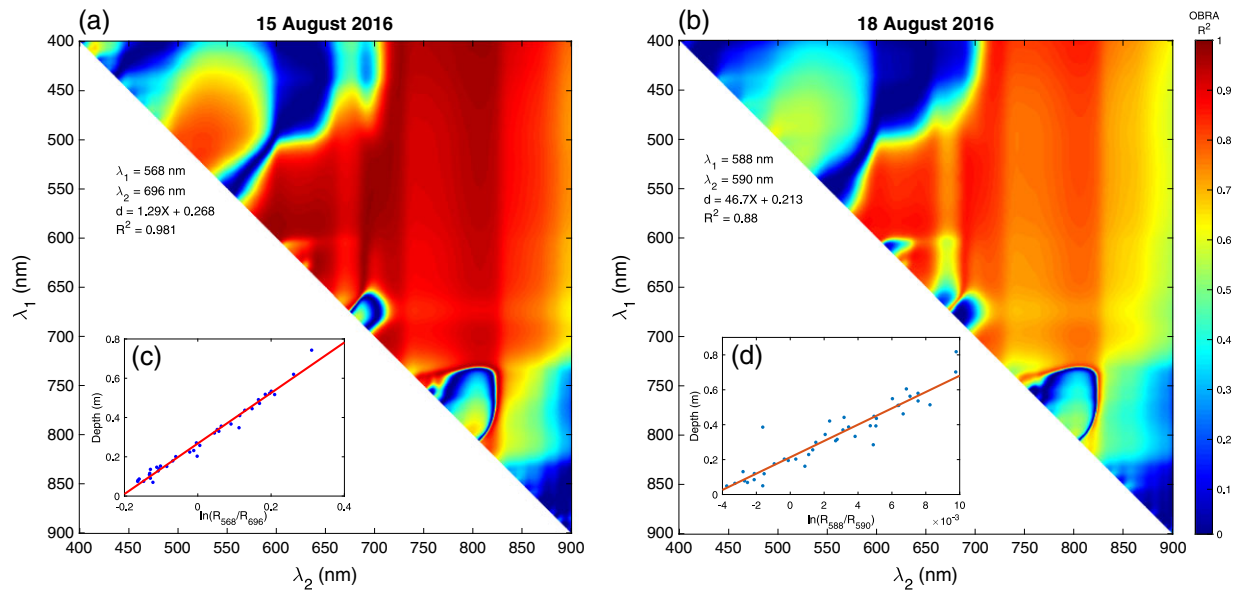 (a)
15 August 2016
400
450
500
550
600
650
700
750
800
850
900
λ1 (nm)
λ1 = 568 nm
λ2 = 696 nm
d = 1.29X + 0.268
R2 = 0.981
(c)
0.8
0.6
0.4
0.2
0
Depth (m)
-0.2
0
0.2
0.4
ln(R568/R696)
400 450 500 550 600 650 700 750 800 850 900
λ2 (nm)
(b)
18 August 2016
400
450
500
550
600
650
700
750
800
850
900
λ1 (nm)
λ1 = 588 nm
λ2 = 590 nm
d = 46.7X + 0.213
R2 = 0.88
(d)
0.8
0.6
0.4
0.2
0
Depth (m)
-4 -2 0 2 4 6 8 10
ln(R588/R590)
×10-3
400 450 500 550 600 650 700 750 800 850 900
λ2 (nm)
OBRA
R2
1
0.9
0.8
0.7
0.6
0.5
0.4
0.3
0.2
0.1
0